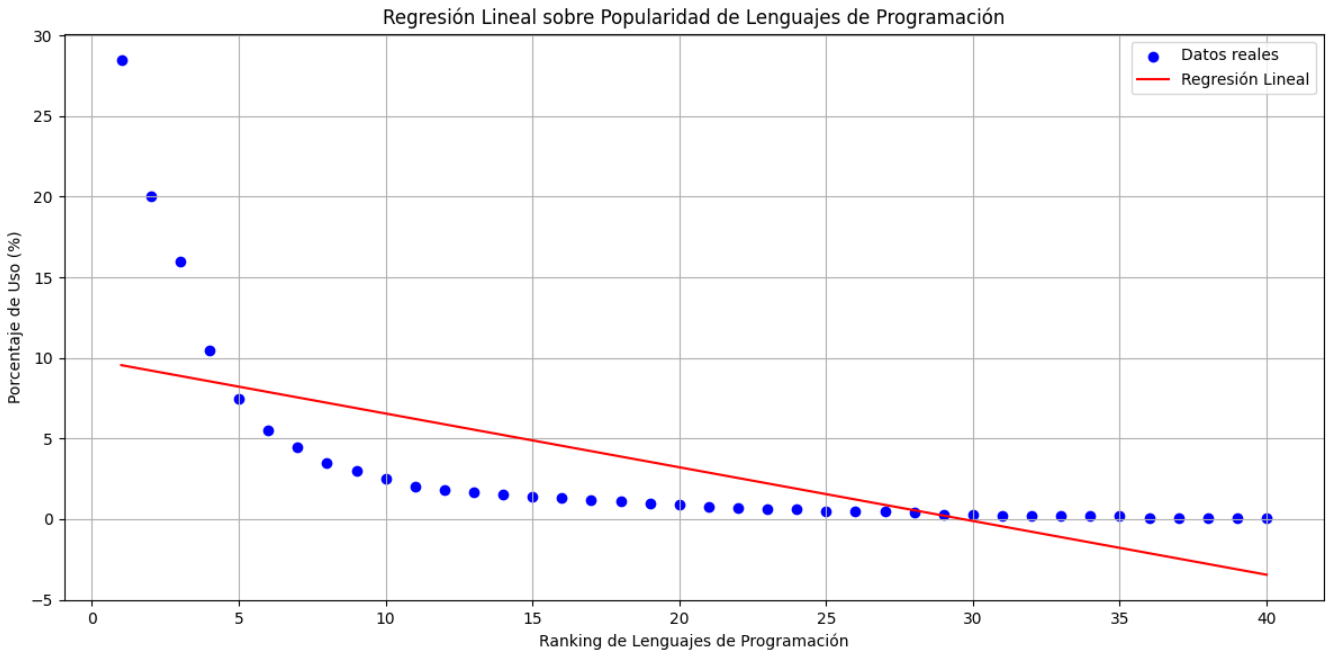 Regresión Lineal sobre Popularidad de Lenguajes de Programación
Datos reales
Regresión Lineal
Porcentaje de Uso (%)
30
25
20
15
10
5
0
−5
0 5 10 15 20 25 30 35 40
Ranking de Lenguajes de Programación